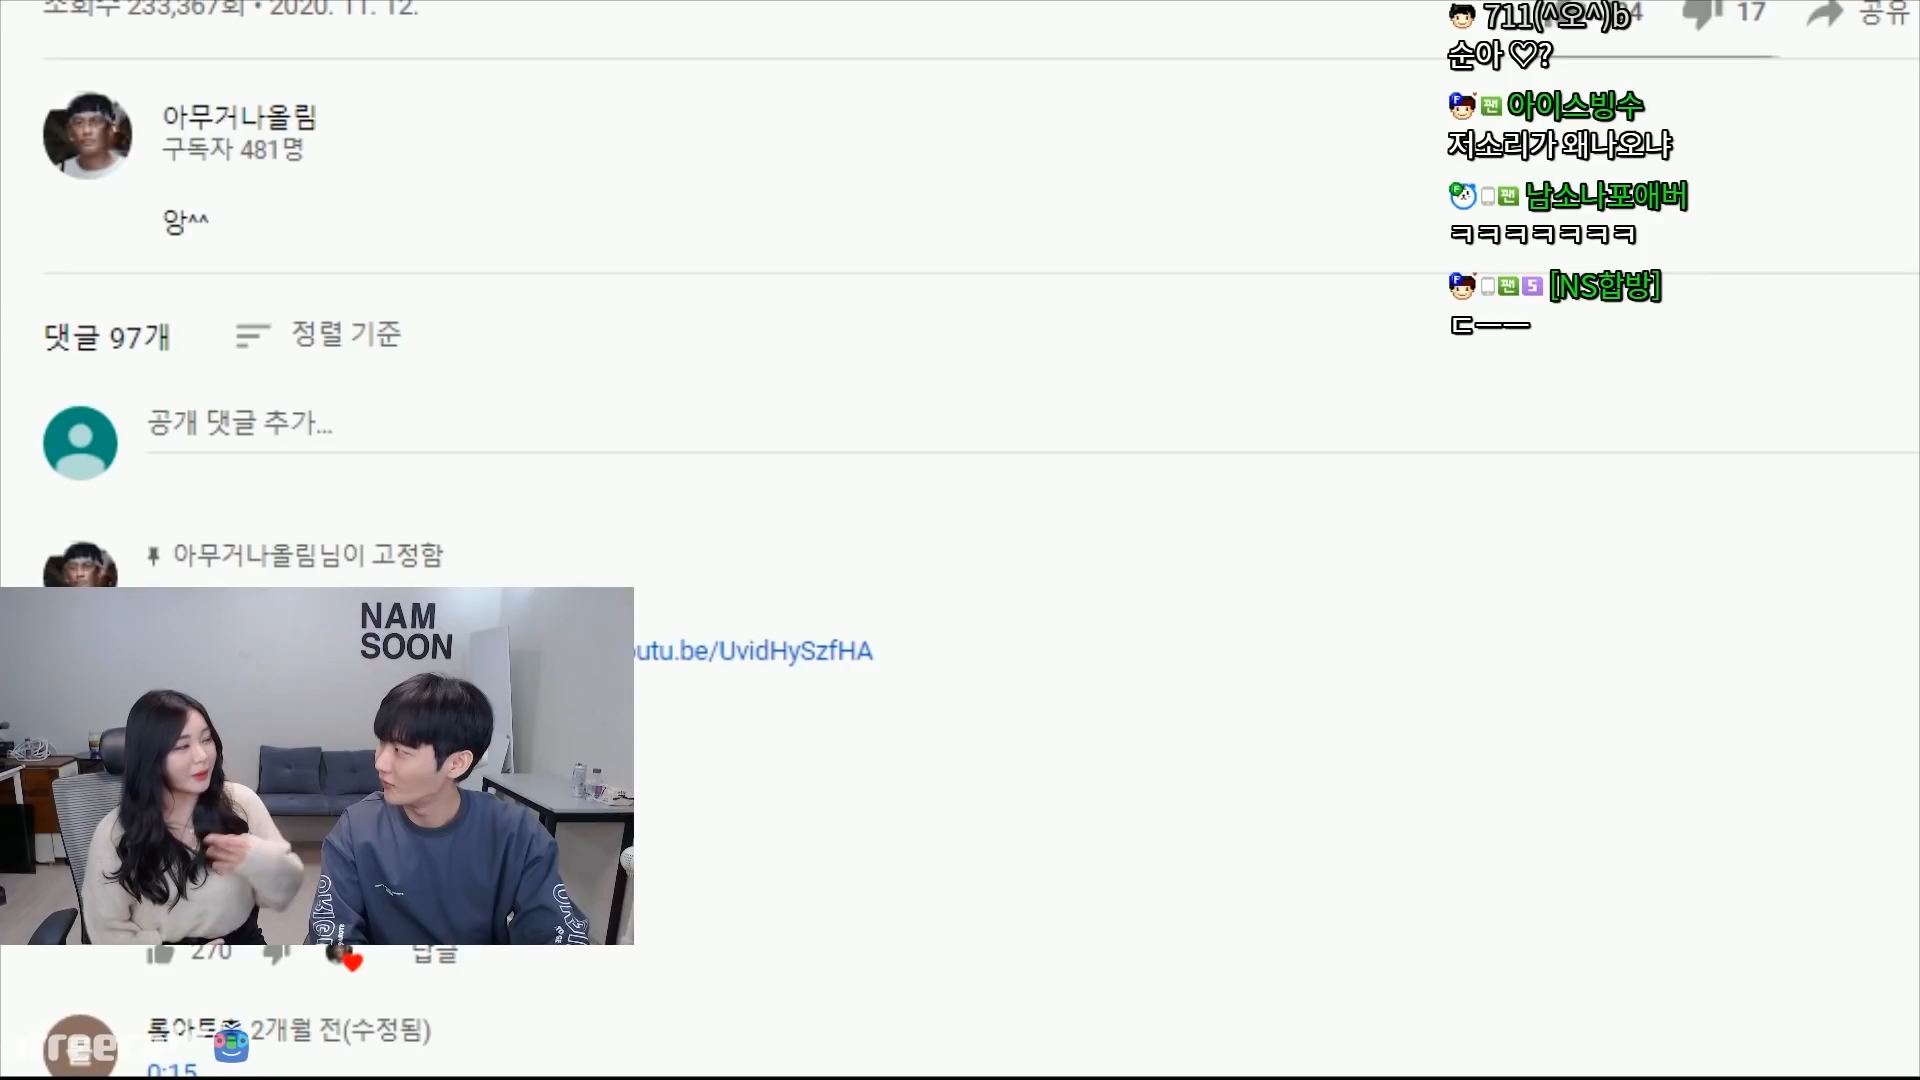 조회수 233,367회 • 2020. 11. 12.
17
공유
아무거나올림
구독자 481명
앙^^
댓글 97개
정렬 기준
공개 댓글 추가...
아무거나올림님이 고정함
outu.be/UvidHySzfHA
NAM
SOON
270
답글
2개월 전(수정됨)
0:15
711(^오^)b
순아 ♡?
팬 아이스빙수
저소리가 왜나오냐
팬 남소나포애버
ㅋㅋㅋㅋㅋㅋㅋ
팬 S [NS합방]
ㄷㅡㅡ